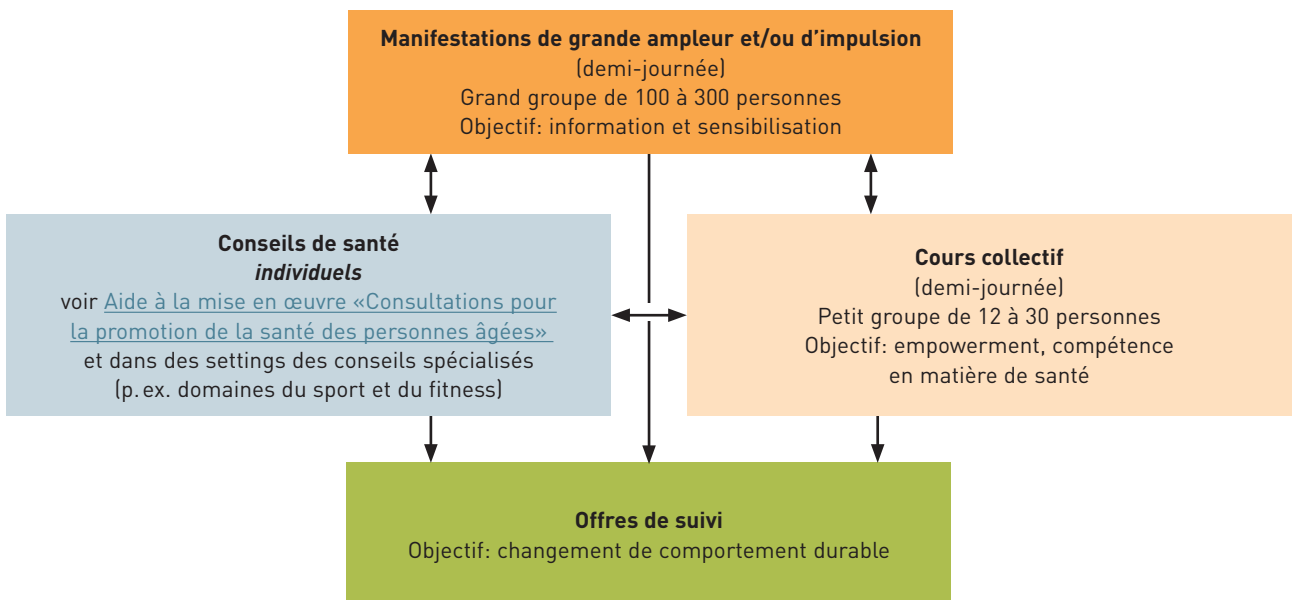 Manifestations de grande ampleur et/ou d’impulsion
(demi-journée)
Grand groupe de 100 à 300 personnes
Objectif: information et sensibilisation
Conseils de santé
individuels
voir Aide à la mise en œuvre «Consultations pour
la promotion de la santé des personnes âgées»
et dans des settings des conseils spécialisés
(p. ex. domaines du sport et du fitness)
Cours collectif
(demi-journée)
Petit groupe de 12 à 30 personnes
Objectif: empowerment, compétence
en matière de santé
Offres de suivi
Objectif: changement de comportement durable